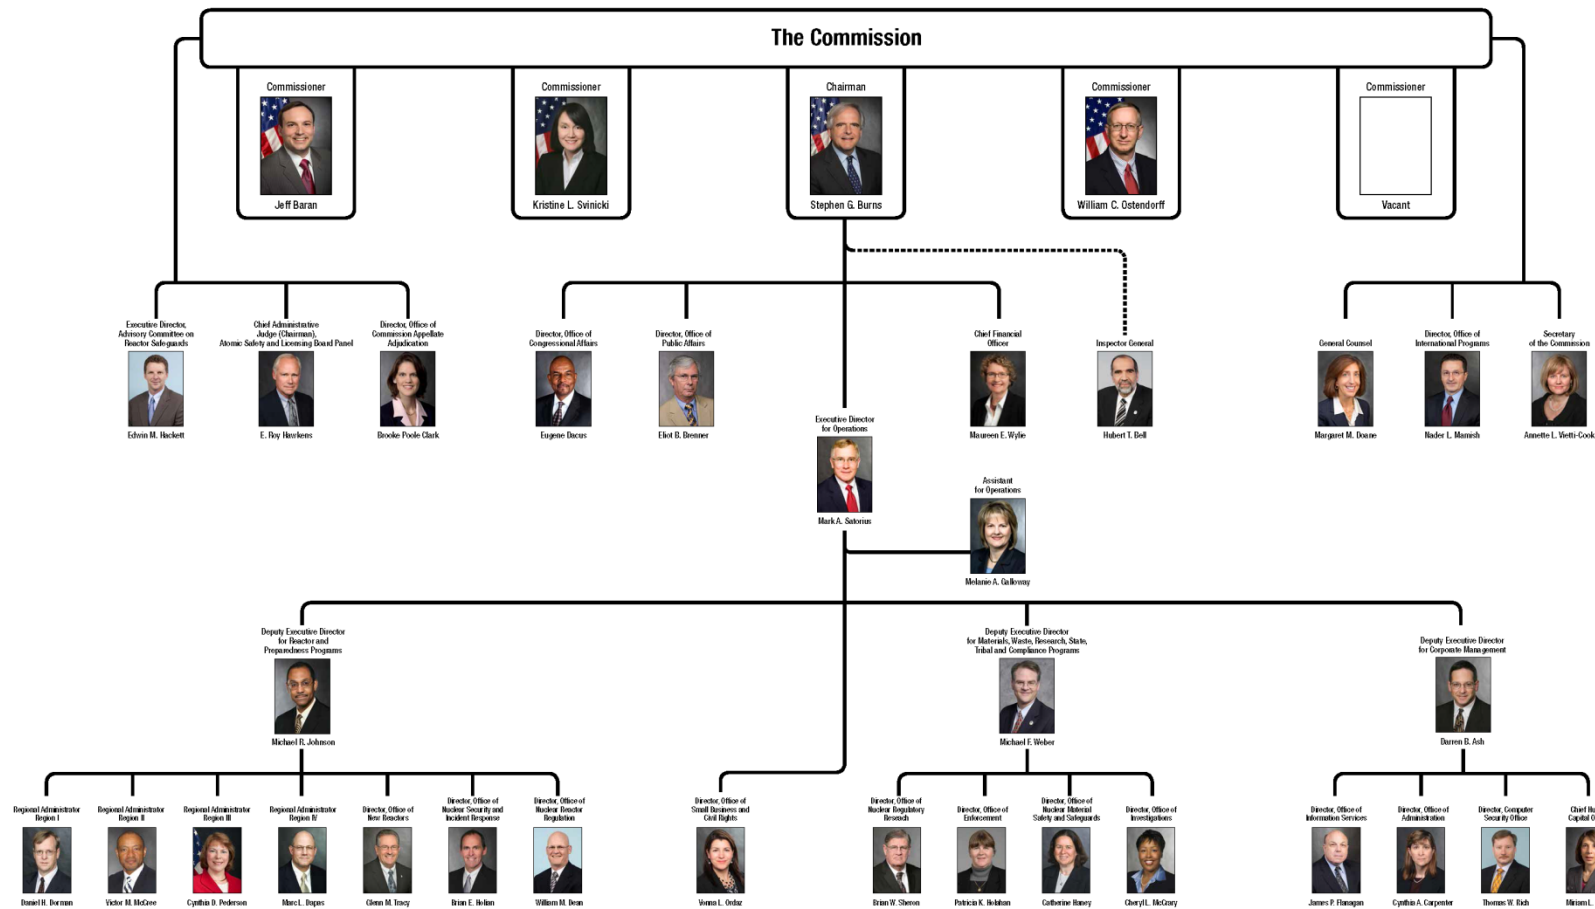 The Commission
Commissioner
Jeff Baran
Commissioner
Kristine L. Svinicki
Chairman
Stephen G. Burns
Commissioner
William C. Ostendorff
Commissioner
Vacant
Executive Director,
Advisory Committee on
Reactor Safeguards
Edwin M. Hackett
Chief Administrative
Judge (Chairman),
Atomic Safety and Licensing Board Panel
E. Roy Hawkens
Director, Office of
Commission Appellate
Adjudication
Brooke Poole Clark
Director, Office of
Congressional Affairs
Eugene Dacus
Director, Office of
Public Affairs
Eliot B. Brenner
Chief Financial
Officer
Maureen E. Wylie
Inspector General
Hubert T. Bell
General Counsel
Margaret M. Doane
Director, Office of
International Programs
Nader L. Mamish
Secretary
of the Commission
Annette L. Vietti-Cook
Executive Director
for Operations
Mark A. Satorius
Assistant
for Operations
Melanie A. Galloway
Deputy Executive Director
for Reactor and
Preparedness Programs
Michael R. Johnson
Deputy Executive Director
for Materials, Waste, Research, State,
Tribal and Compliance Programs
Michael F. Weber
Deputy Executive Director
for Corporate Management
Darren B. Ash
Regional Administrator
Region I
Daniel H. Dorman
Regional Administrator
Region II
Victor M. McCree
Regional Administrator
Region III
Cynthia D. Pederson
Regional Administrator
Region IV
Marc L. Dapas
Director, Office of
New Reactors
Glenn M. Tracy
Director, Office of
Nuclear Security and
Incident Response
Brian E. Holian
Director, Office of
Nuclear Reactor
Regulation
William M. Dean
Director, Office of
Small Business and
Civil Rights
Vonna L. Ordaz
Director, Office of
Nuclear Regulatory
Reseach
Brian W. Sheron
Director, Office of
Enforcement
Patricia K. Holahan
Director, Office of
Nuclear Material
Safety and Safeguards
Catherine Haney
Director, Office of
Investigations
Cheryl L. McCrary
Director, Office of
Information Services
James P. Flanagan
Director, Office of
Administration
Cynthia A. Carpenter
Director, Computer
Security Office
Thomas W. Rich
Chief Hu
Capital O
Miriam L